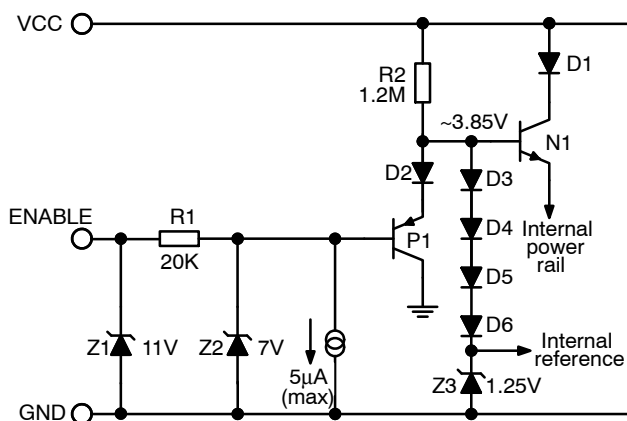 VCC
R2
1.2M
D1
~3.85V
N1
D2
D3
ENABLE
R1
20K
P1
D4
Internal
power
rail
D5
D6
Z1
11V
Z2
7V
5µA
(max)
Internal
reference
Z3
1.25V
GND